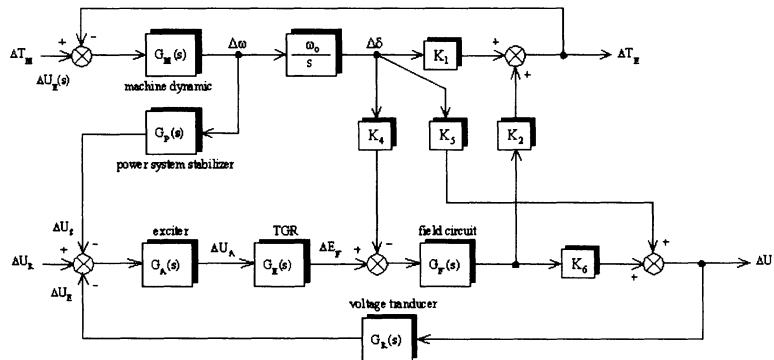 + − ΔT_M ΔU_E(s) G_M(s) Δω ω_o/s Δδ K_1 + + ΔT_E
machine dynamic
G_P(s) K_4 K_5 K_2
power system stabilizer
ΔU_S exciter TGR field circuit
ΔU_R + − − ΔU_E G_A(s) ΔU_A G_E(s) ΔE_F + − G_F(s) K_6 + + ΔU
voltage tranducer
G_R(s)